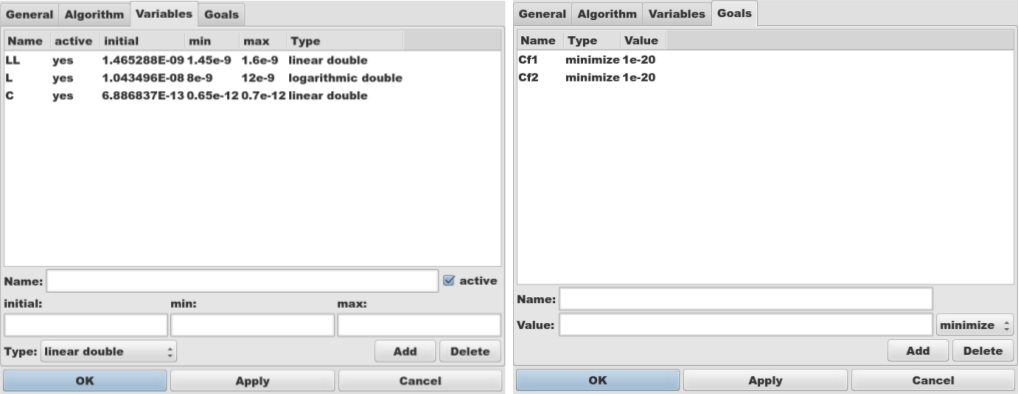 General Algorithm Variables Goals
Name active initial min max Type
LL yes 1.465288E-09 1.45e-9 1.6e-9 linear double
L yes 1.043496E-08 8e-9 12e-9 logarithmic double
C yes 6.886837E-13 0.65e-12 0.7e-12 linear double
Name: active
initial: min: max:
Type: linear double Add Delete
OK Apply Cancel
General Algorithm Variables Goals
Name Type Value
Cf1 minimize 1e-20
Cf2 minimize 1e-20
Name:
Value: minimize
Add Delete
OK Apply Cancel